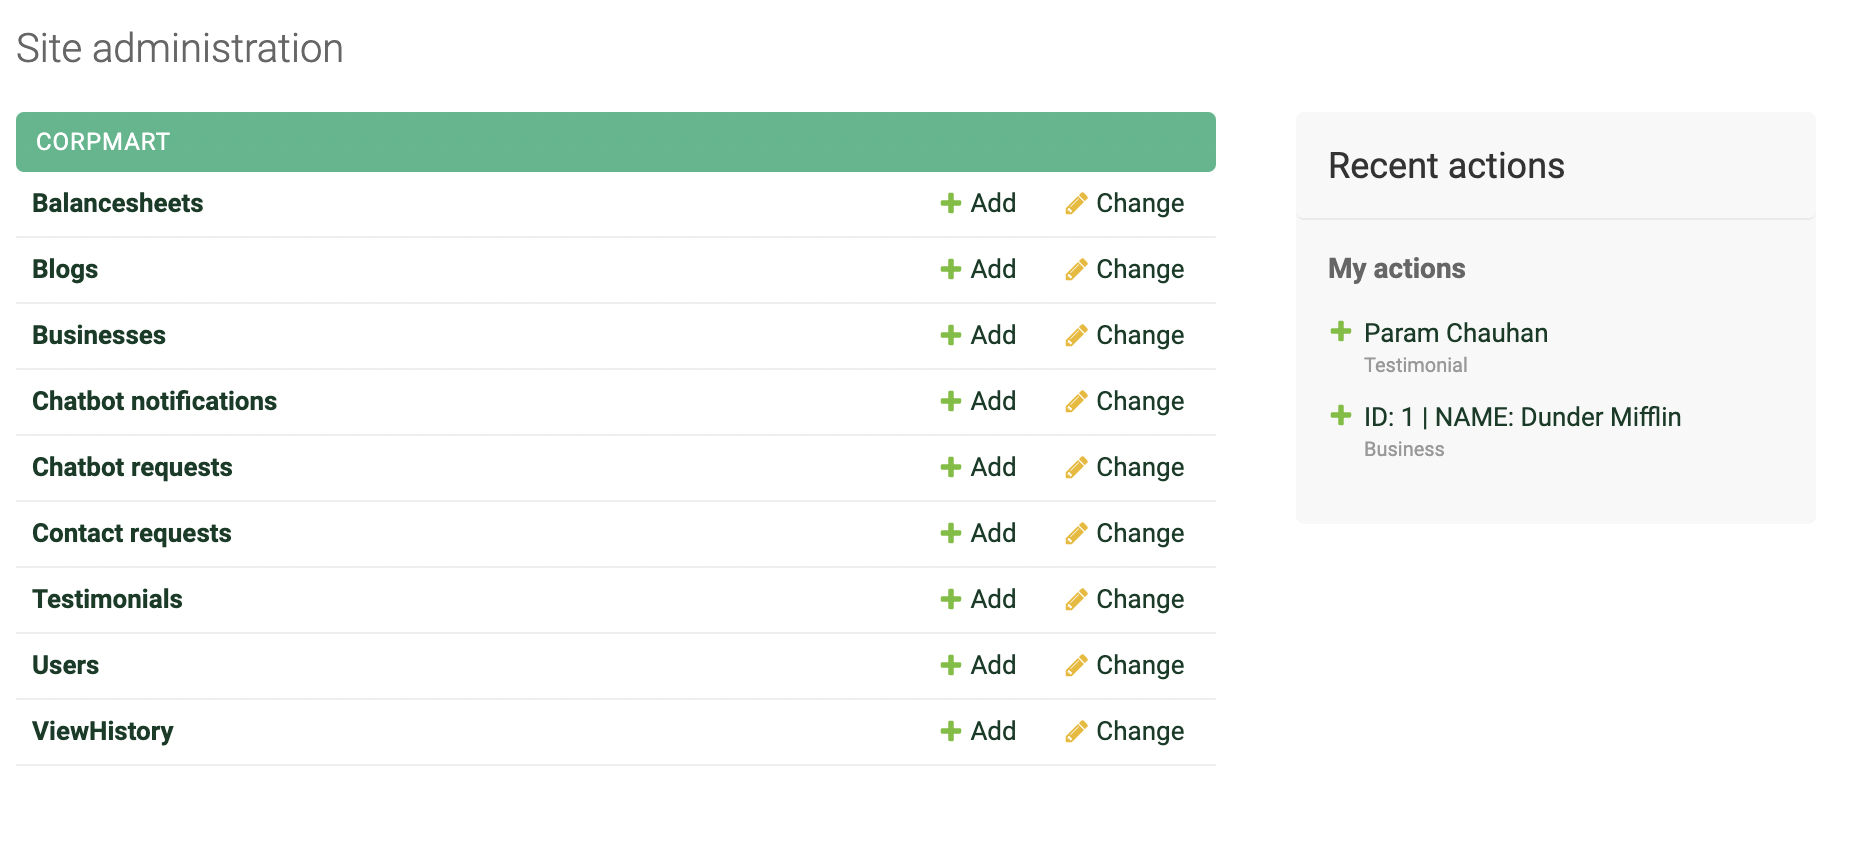 Site administration
CORPMART
Balancesheets Add Change
Blogs Add Change
Businesses Add Change
Chatbot notifications Add Change
Chatbot requests Add Change
Contact requests Add Change
Testimonials Add Change
Users Add Change
ViewHistory Add Change
Recent actions
My actions
Param Chauhan
Testimonial
ID: 1 | NAME: Dunder Mifflin
Business